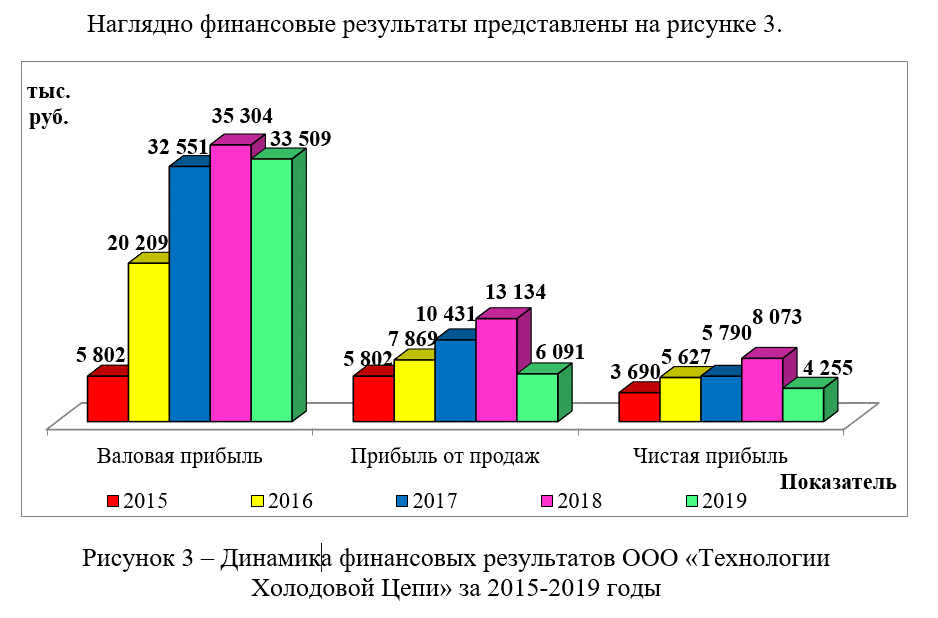 Наглядно финансовые результаты представлены на рисунке 3.
тыс.
руб.
35 304
32 551
33 509
20 209
5 802
13 134
10 431
7 869
5 802
6 091
8 073
5 790
5 627
3 690
4 255
Валовая прибыль
Прибыль от продаж
Чистая прибыль
Показатель
2015
2016
2017
2018
2019
Рисунок 3 – Динамика финансовых результатов ООО «Технологии
Холодовой Цепи» за 2015-2019 годы